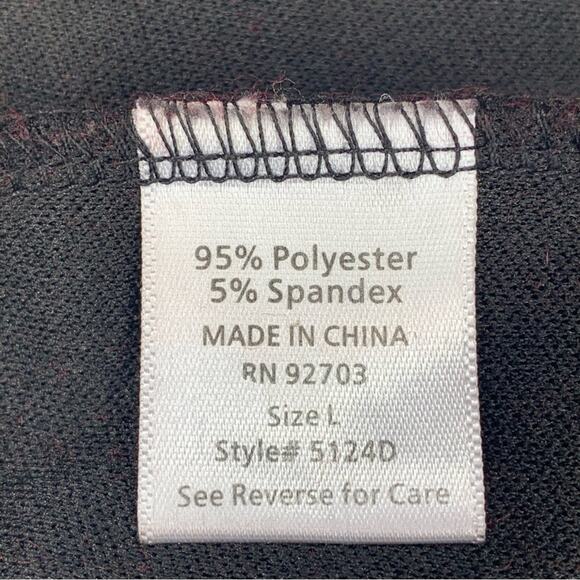 95% Polyester
5% Spandex
MADE IN CHINA
RN 92703
Size L
Style# 5124D
See Reverse for Care